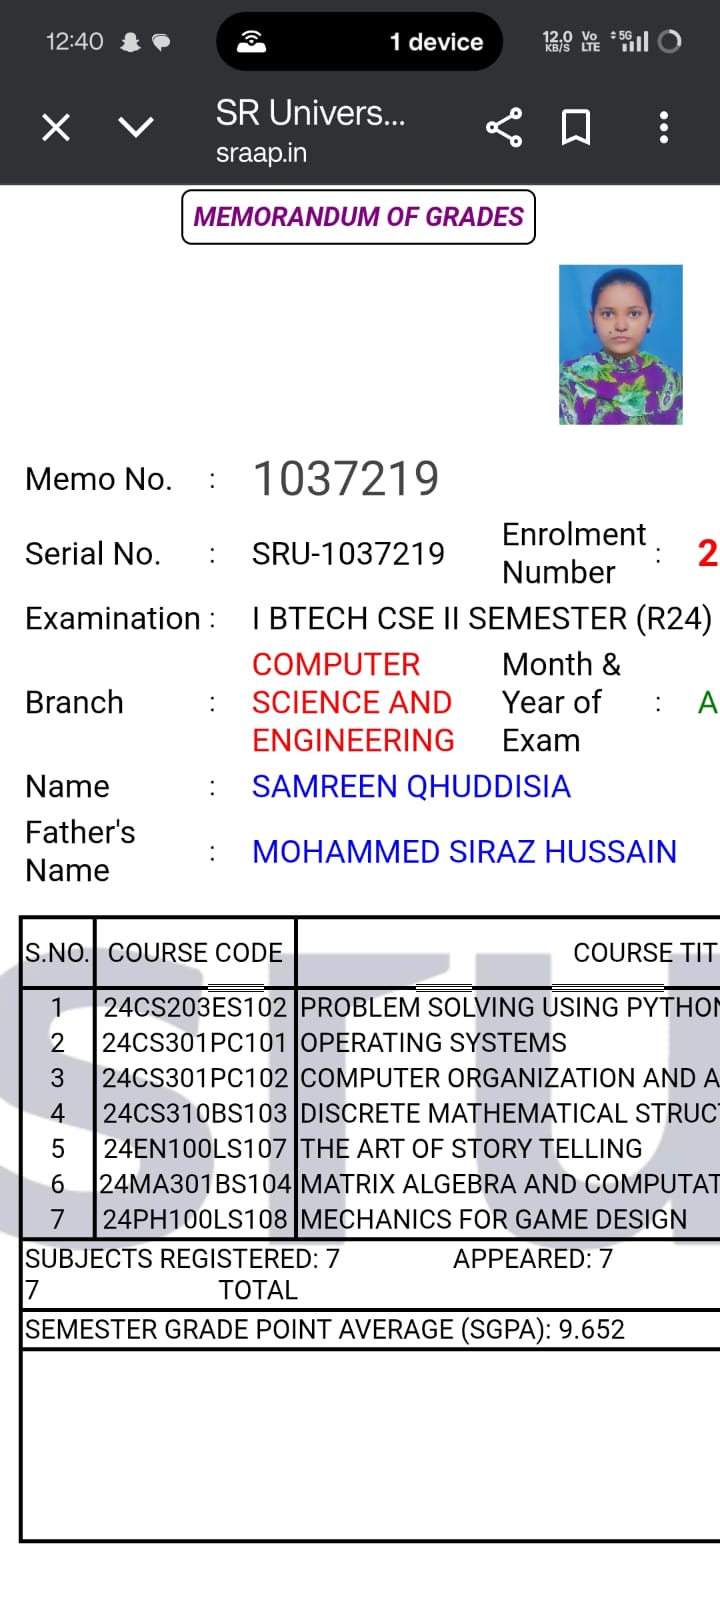 12:40 1 device 12.0 KB/S Vo LTE 5G
SR Univers...
sraap.in
MEMORANDUM OF GRADES
Memo No. : 1037219
Serial No. : SRU-1037219 Enrolment Number : 2
Examination : I BTECH CSE II SEMESTER (R24)
Branch : COMPUTER SCIENCE AND ENGINEERING Month & Year of Exam : A
Name : SAMREEN QHUDDISIA
Father's Name : MOHAMMED SIRAZ HUSSAIN
S.NO. COURSE CODE COURSE TIT
1 24CS203ES102 PROBLEM SOLVING USING PYTHON
2 24CS301PC101 OPERATING SYSTEMS
3 24CS301PC102 COMPUTER ORGANIZATION AND A
4 24CS310BS103 DISCRETE MATHEMATICAL STRUCT
5 24EN100LS107 THE ART OF STORY TELLING
6 24MA301BS104 MATRIX ALGEBRA AND COMPUTAT
7 24PH100LS108 MECHANICS FOR GAME DESIGN
SUBJECTS REGISTERED: 7 APPEARED: 7
7 TOTAL
SEMESTER GRADE POINT AVERAGE (SGPA): 9.652